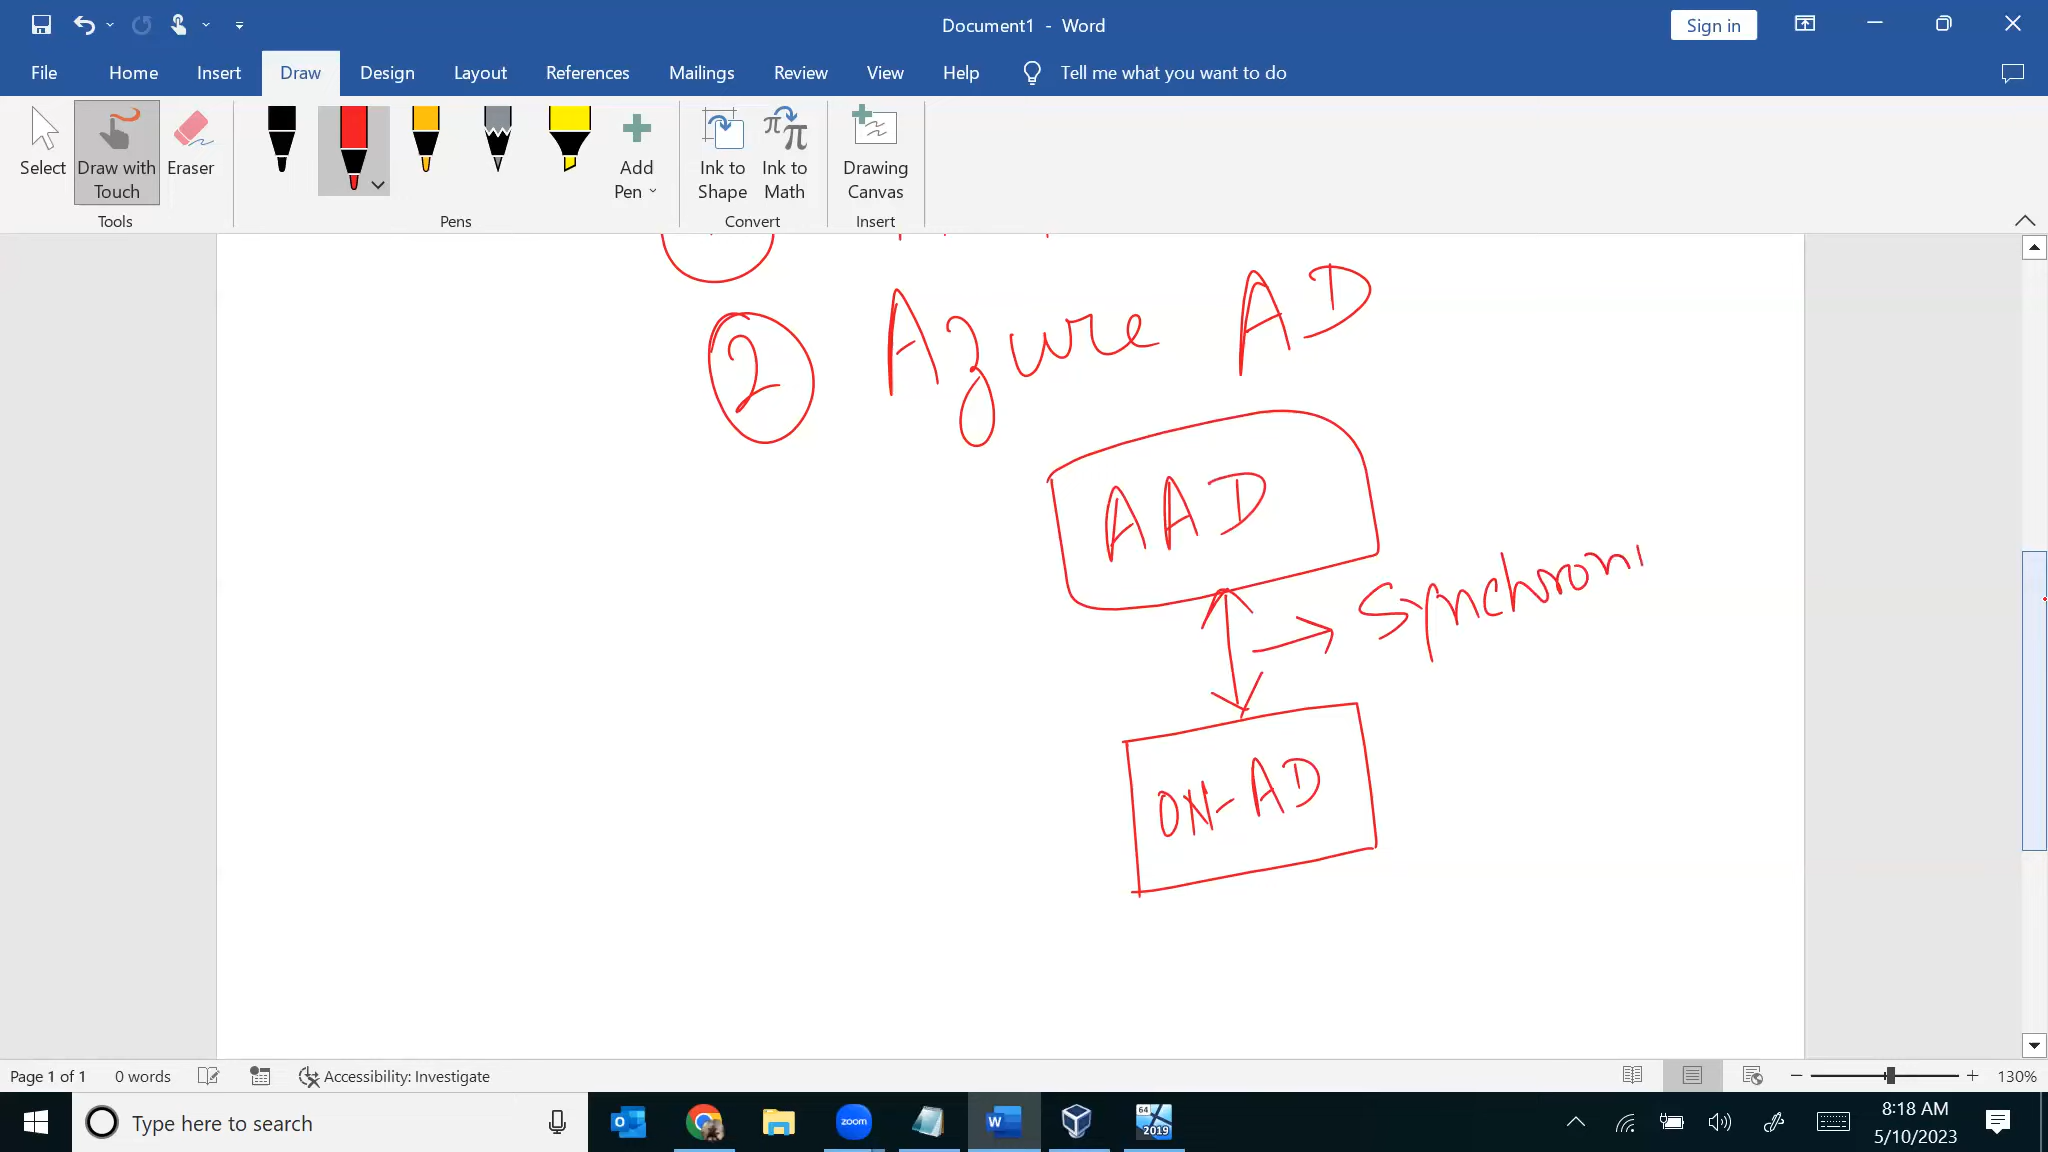 Document1 - Word
Sign in
File Home Insert Draw Design Layout References Mailings Review View Help Tell me what you want to do
Select Draw with Touch Eraser Add Pen Ink to Shape Ink to Math Drawing Canvas
Tools Pens Convert Insert
2 Azure AD
AAD
Synchroni
ON-AD
Page 1 of 1 0 words Accessibility: Investigate 130%
Type here to search
zoom
64
2019
8:18 AM
5/10/2023